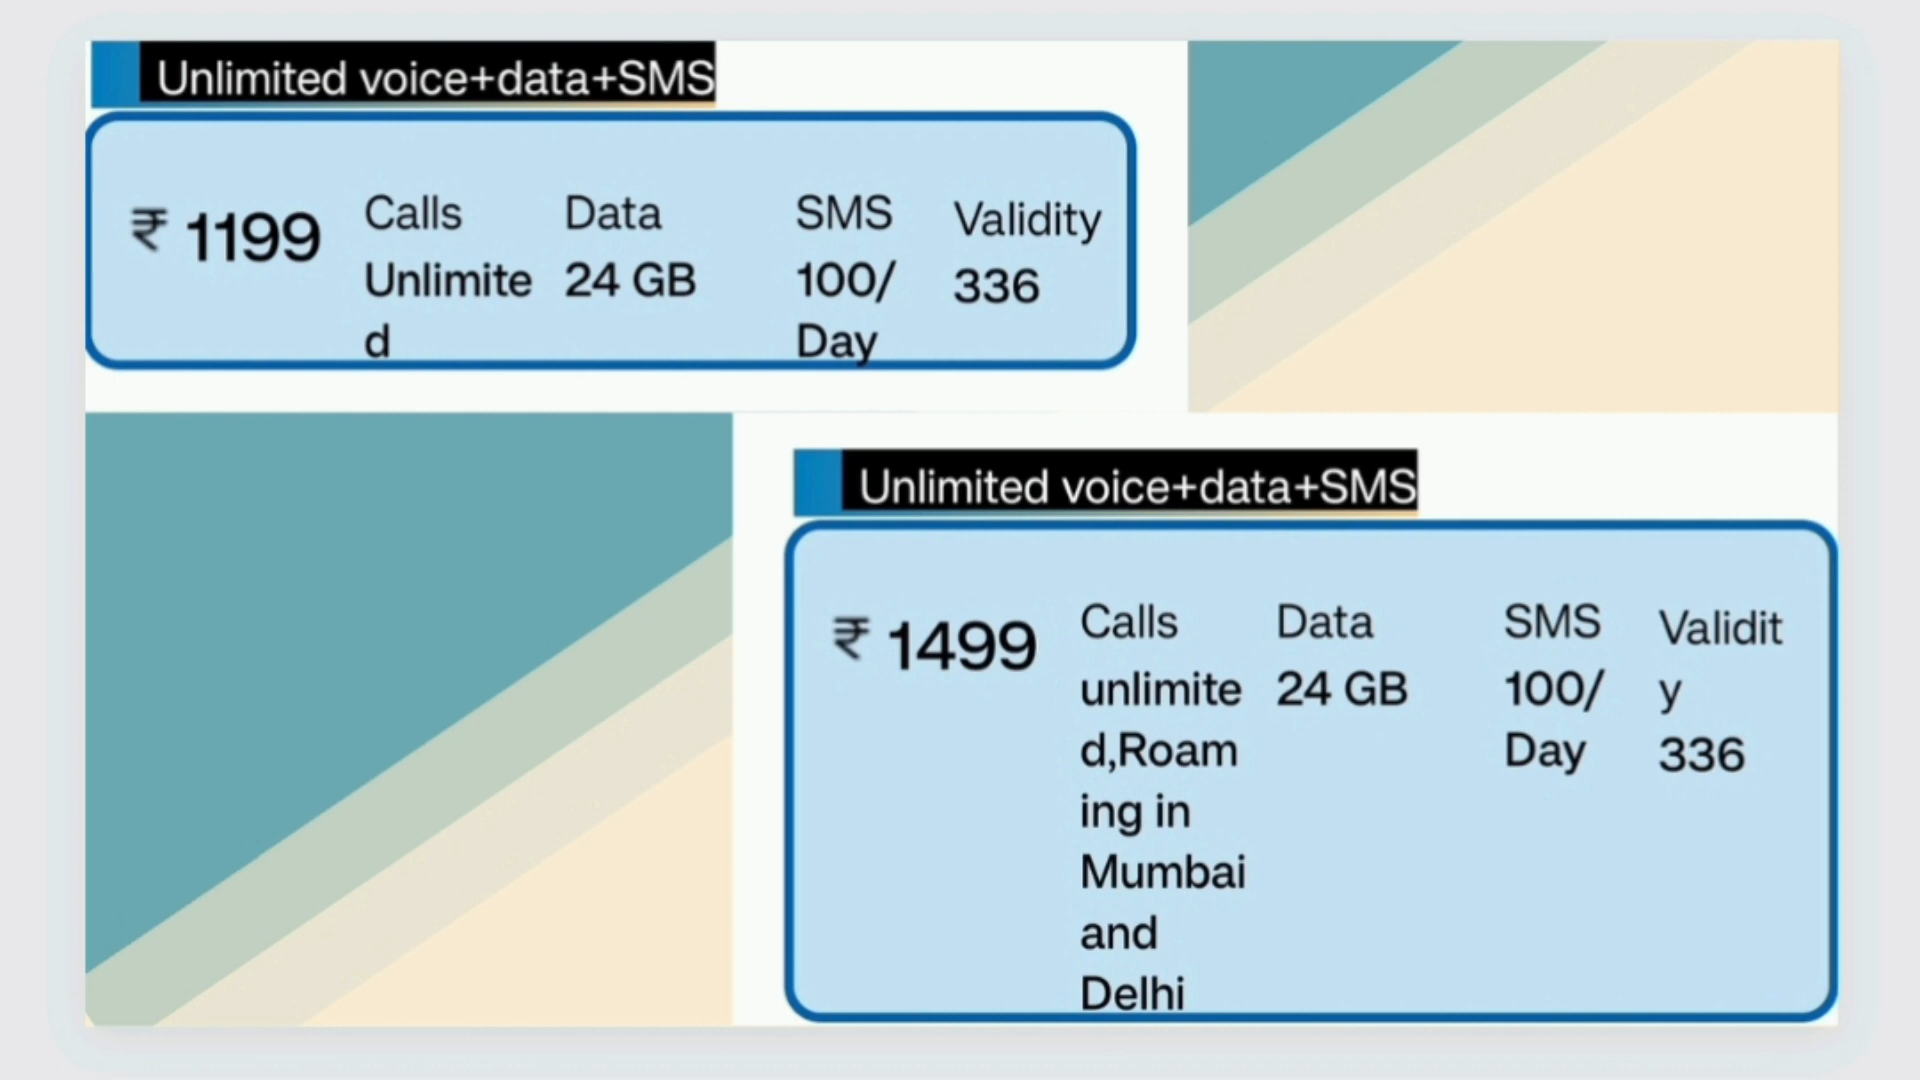 Unlimited voice+data+SMS
₹ 1199 Calls Data SMS Validity
Unlimite 24 GB 100/ 336
d Day
Unlimited voice+data+SMS
₹ 1499 Calls Data SMS Validit
unlimite 24 GB 100/ y
d,Roam Day 336
ing in
Mumbai
and
Delhi